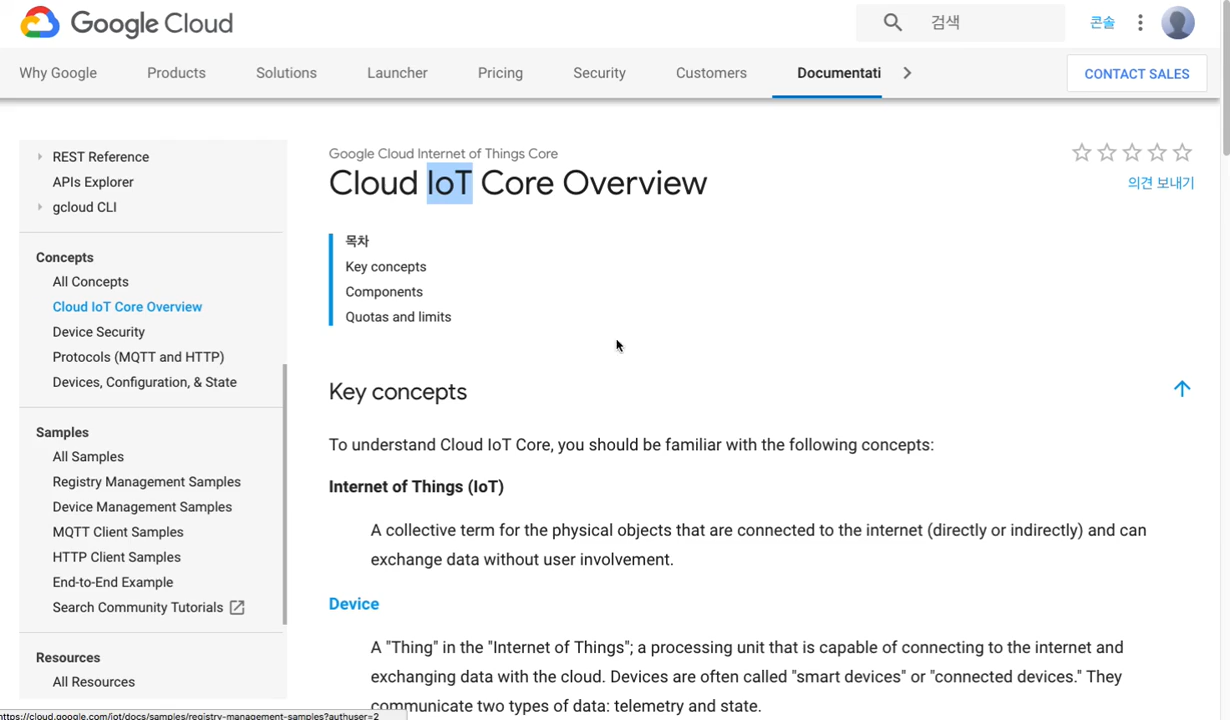 Google Cloud
검색
콘솔
Why Google
Products
Solutions
Launcher
Pricing
Security
Customers
Documentati
CONTACT SALES
REST Reference
APIs Explorer
gcloud CLI
Concepts
All Concepts
Cloud IoT Core Overview
Device Security
Protocols (MQTT and HTTP)
Devices, Configuration, & State
Samples
All Samples
Registry Management Samples
Device Management Samples
MQTT Client Samples
HTTP Client Samples
End-to-End Example
Search Community Tutorials
Resources
All Resources
Google Cloud Internet of Things Core
Cloud IoT Core Overview
의견 보내기
목차
Key concepts
Components
Quotas and limits
Key concepts
To understand Cloud IoT Core, you should be familiar with the following concepts:
Internet of Things (IoT)
A collective term for the physical objects that are connected to the internet (directly or indirectly) and can
exchange data without user involvement.
Device
A "Thing" in the "Internet of Things"; a processing unit that is capable of connecting to the internet and
exchanging data with the cloud. Devices are often called "smart devices" or "connected devices." They
communicate two types of data: telemetry and state.
https://cloud.google.com/iot/docs/samples/registry-management-samples?authuser=2